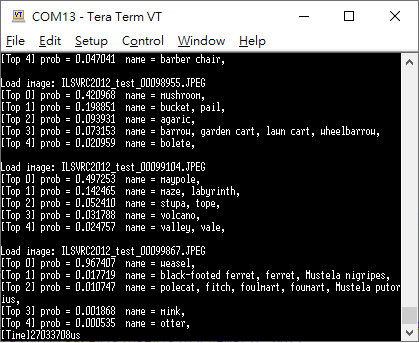 COM13 - Tera Term VT
File Edit Setup Control Window Help
[Top 4] prob = 0.047041 name = barber chair,
Load image: ILSVRC2012_test_00098955.JPEG
[Top 0] prob = 0.420968 name = mushroom,
[Top 1] prob = 0.198851 name = bucket, pail,
[Top 2] prob = 0.093931 name = agaric,
[Top 3] prob = 0.073153 name = barrow, garden cart, lawn cart, wheelbarrow,
[Top 4] prob = 0.020959 name = bolete,
Load image: ILSVRC2012_test_00099104.JPEG
[Top 0] prob = 0.497253 name = maypole,
[Top 1] prob = 0.142465 name = maze, labyrinth,
[Top 2] prob = 0.052410 name = stupa, tope,
[Top 3] prob = 0.031788 name = volcano,
[Top 4] prob = 0.024757 name = valley, vale,
Load image: ILSVRC2012_test_00099867.JPEG
[Top 0] prob = 0.967407 name = weasel,
[Top 1] prob = 0.017719 name = black-footed ferret, ferret, Mustela nigripes,
[Top 2] prob = 0.010747 name = polecat, fitch, foulmart, foumart, Mustela putor
ius,
[Top 3] prob = 0.001868 name = mink,
[Top 4] prob = 0.000535 name = otter,
[Time]27033708us